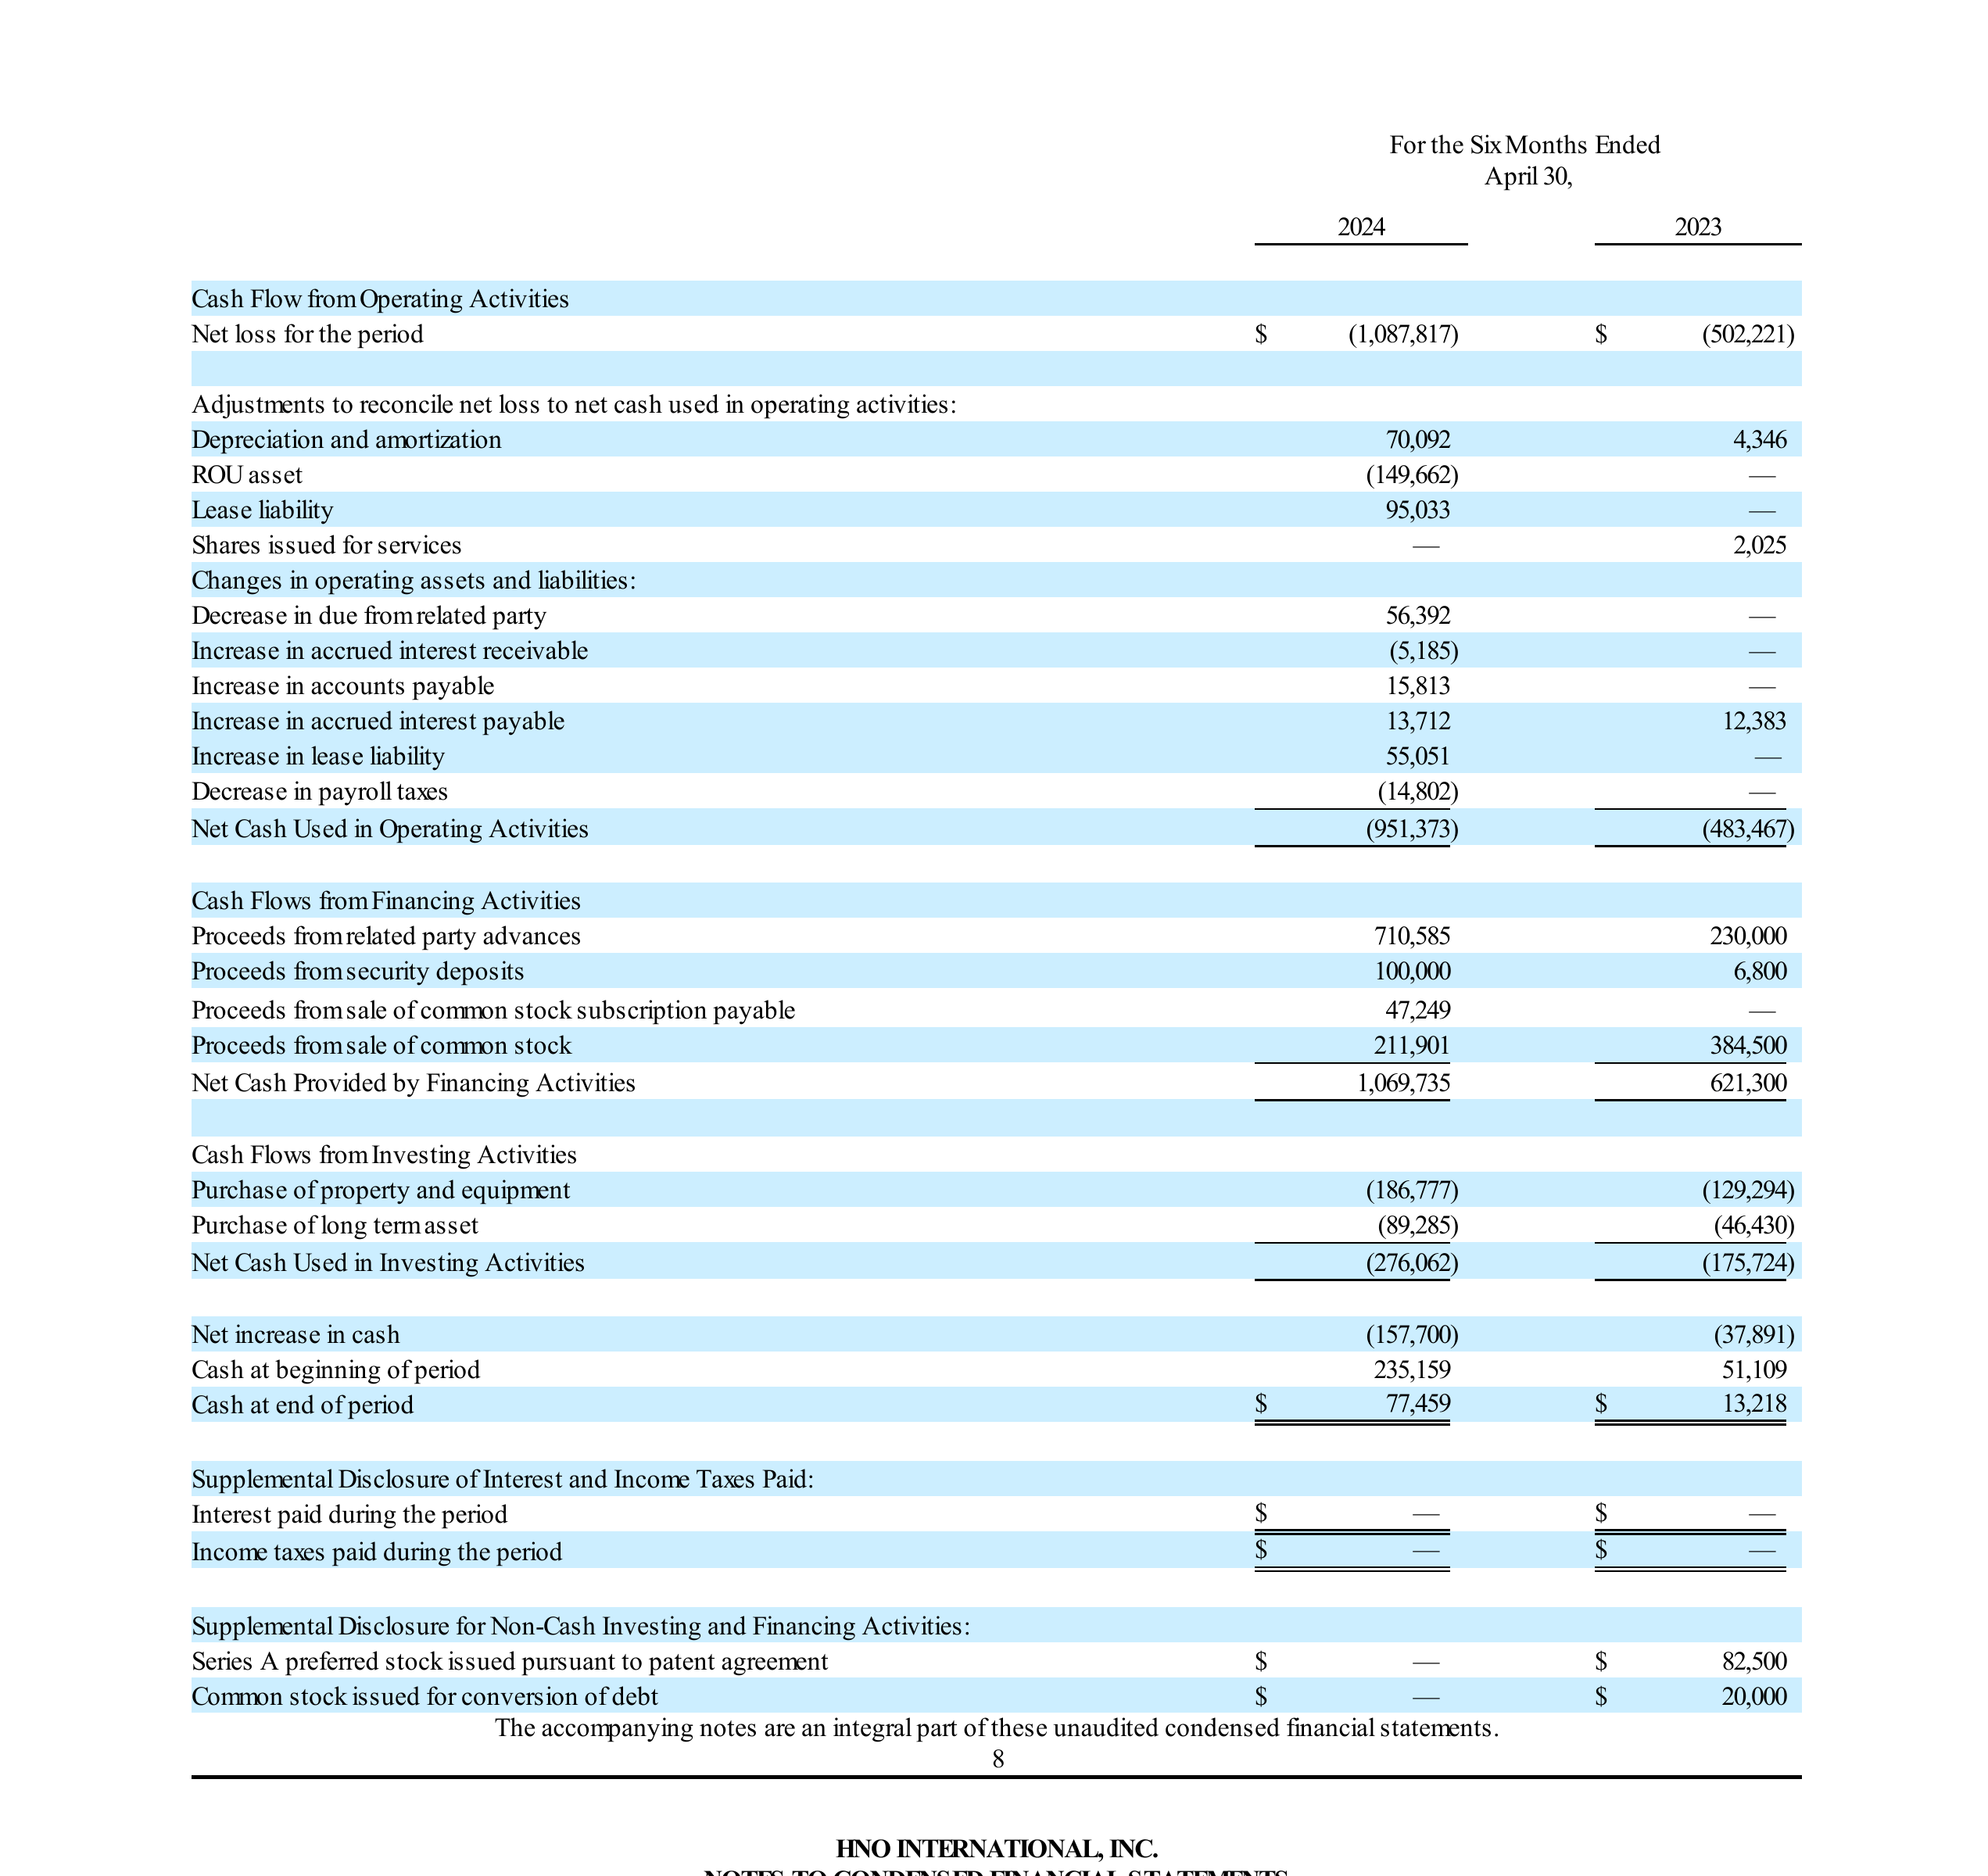 For the Six Months Ended
April 30,
2024 2023
Cash Flow from Operating Activities
Net loss for the period $ (1,087,817) $ (502,221)
Adjustments to reconcile net loss to net cash used in operating activities:
Depreciation and amortization 70,092 4,346
ROU asset (149,662) —
Lease liability 95,033 —
Shares issued for services — 2,025
Changes in operating assets and liabilities:
Decrease in due from related party 56,392 —
Increase in accrued interest receivable (5,185) —
Increase in accounts payable 15,813 —
Increase in accrued interest payable 13,712 12,383
Increase in lease liability 55,051 —
Decrease in payroll taxes (14,802) —
Net Cash Used in Operating Activities (951,373) (483,467)
Cash Flows from Financing Activities
Proceeds from related party advances 710,585 230,000
Proceeds from security deposits 100,000 6,800
Proceeds from sale of common stock subscription payable 47,249 —
Proceeds from sale of common stock 211,901 384,500
Net Cash Provided by Financing Activities 1,069,735 621,300
Cash Flows from Investing Activities
Purchase of property and equipment (186,777) (129,294)
Purchase of long term asset (89,285) (46,430)
Net Cash Used in Investing Activities (276,062) (175,724)
Net increase in cash (157,700) (37,891)
Cash at beginning of period 235,159 51,109
Cash at end of period $ 77,459 $ 13,218
Supplemental Disclosure of Interest and Income Taxes Paid:
Interest paid during the period $ — $ —
Income taxes paid during the period $ — $ —
Supplemental Disclosure for Non-Cash Investing and Financing Activities:
Series A preferred stock issued pursuant to patent agreement $ — $ 82,500
Common stock issued for conversion of debt $ — $ 20,000
The accompanying notes are an integral part of these unaudited condensed financial statements.
8
HNO INTERNATIONAL, INC.
NOTES TO CONDENSED FINANCIAL STATEMENTS